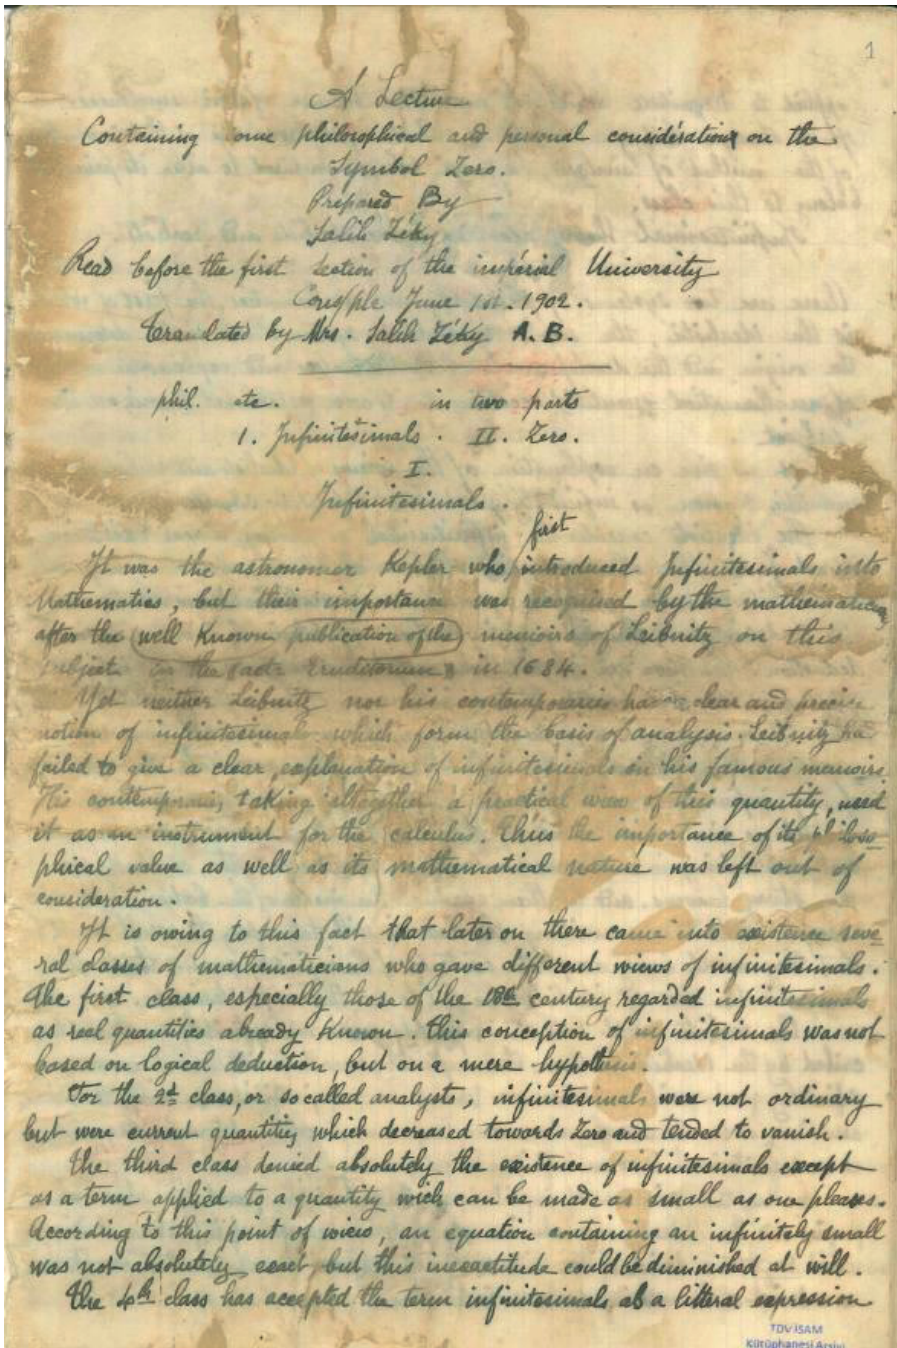 1
A Lecture
Containing some philosophical and personal considérations on the
Symbol Zero.
Prepared By
Salih Zéky
Read before the first Section of the impérial University
Consple June 1st. 1902.
Translated by Mrs. Salih Zéky A. B.
phil. etc. in two parts
1. Infinitesimals. II. Zero.
I.
Infinitesimals.
first
It was the astronomer Kepler who introduced Infinitesimals into
Mathematics, but their importance was recognised by the mathematicians
after the well known publication of the memoirs of Leibnitz on this
subject in the acta Eruditorum in 1684.
Yet neither Leibnitz nor his contemporaries had clear and precise
notion of infinitesimals which form the basis of analysis. Leibnitz had
failed to give a clear explanation of infinitesimals in his famous memoirs.
His contemporaries, taking altogether a practical view of this quantity, used
it as an instrument for the calculus. Thus the importance of its philoso-
phical value as well as its mathematical nature was left out of
consideration.
It is owing to this fact that later on there came into existence seve-
ral classes of mathematicians who gave different views of infinitesimals.
The first class, especially those of the 18th century regarded infinitesimals
as real quantities already Known. This conception of infinitesimals was not
based on logical deduction, but on a mere hypothesis.
For the 2d class, or so called analysts, infinitesimals were not ordinary
but were current quantities which decreased towards Zero and tended to vanish.
The third class denied absolutely the existence of infinitesimals except
as a term applied to a quantity wich can be made as small as one pleases.
According to this point of view, an equation containing an infinitely small
was not absolutely exact, but this inexactitude could be diminished at will.
The 4th class has accepted the term infinitesimals as a litteral expression
TDV ISAM
Kütüphanesi Arşivi